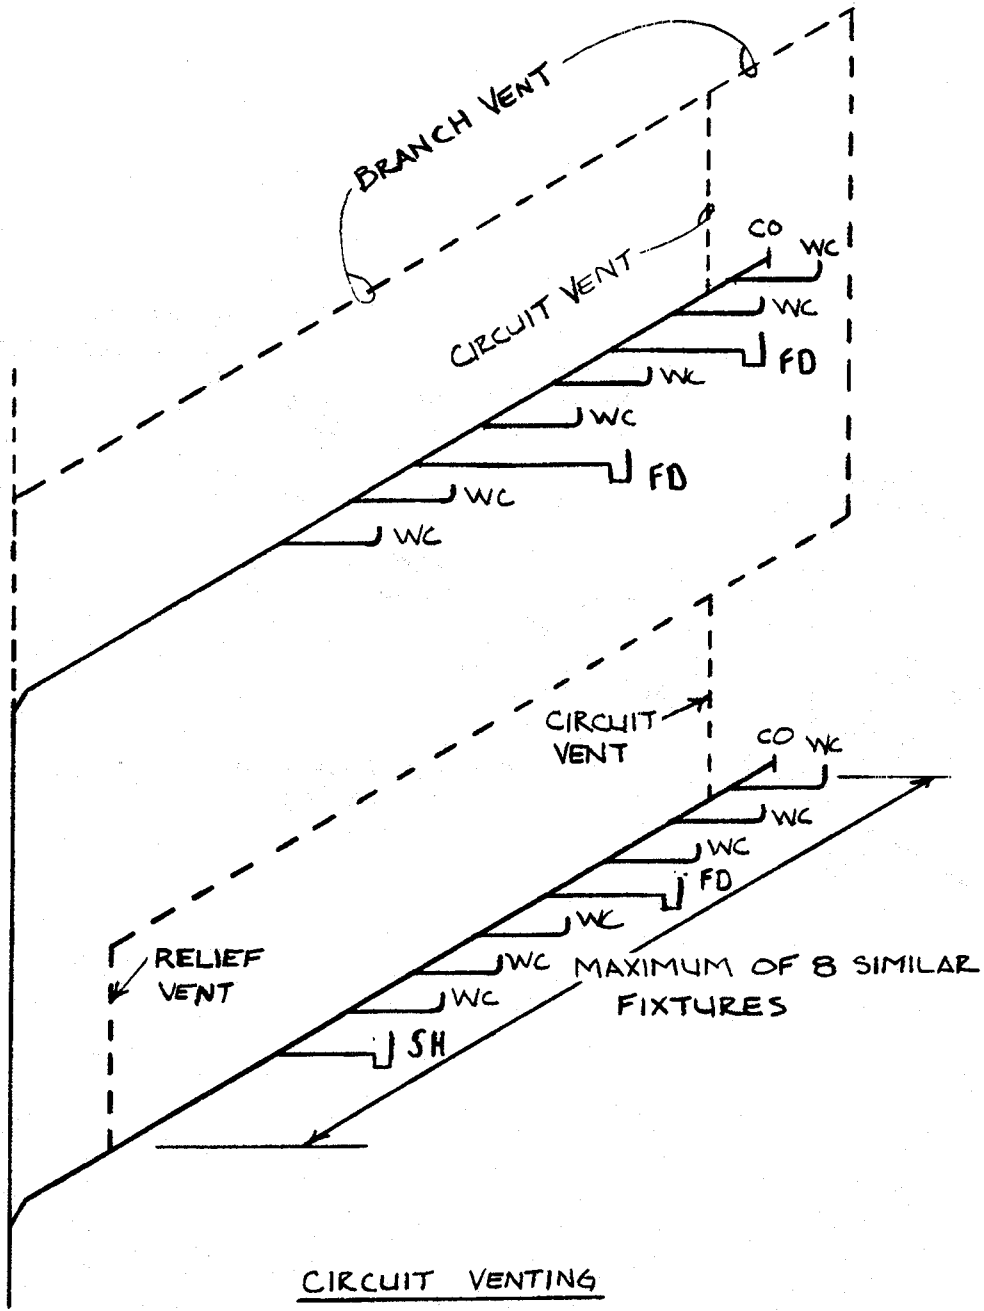 BRANCH VENT
CIRCUIT VENT
CO
WC
WC
FD
WC
WC
FD
WC
WC
CIRCUIT
VENT
CO
WC
WC
WC
FD
WC
WC
WC
SH
RELIEF
VENT
MAXIMUM OF 8 SIMILAR
FIXTURES
CIRCUIT VENTING